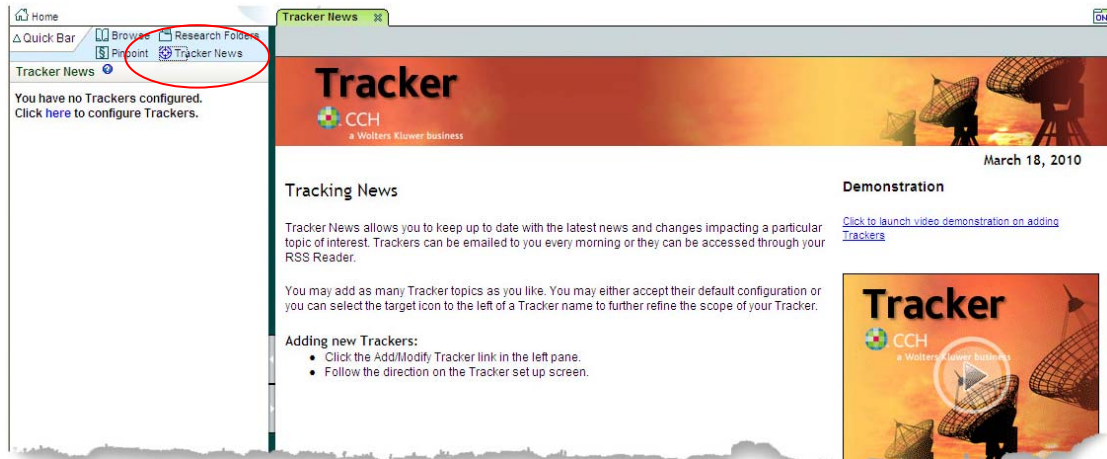 Home
Quick Bar
Browse
Research Folders
Pinpoint
Tracker News
Tracker News
You have no Trackers configured.
Click here to configure Trackers.
Tracker News
ON
Tracker
CCH
a Wolters Kluwer business
March 18, 2010
Tracking News
Tracker News allows you to keep up to date with the latest news and changes impacting a particular
topic of interest. Trackers can be emailed to you every morning or they can be accessed through your
RSS Reader.
You may add as many Tracker topics as you like. You may either accept their default configuration or
you can select the target icon to the left of a Tracker name to further refine the scope of your Tracker.
Adding new Trackers:
• Click the Add/Modify Tracker link in the left pane.
• Follow the direction on the Tracker set up screen.
Demonstration
Click to launch video demonstration on adding
Trackers
Tracker
CCH
a Wolters Kluwer business